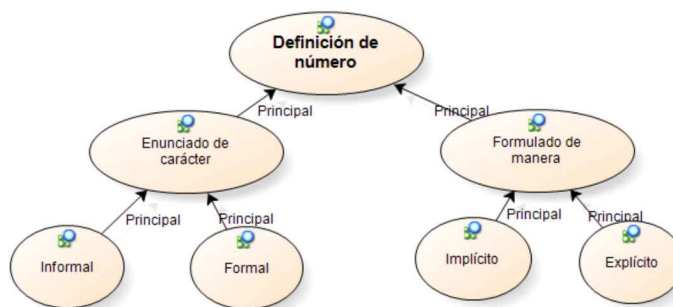 Definición de
número
Principal
Principal
Enunciado de
carácter
Formulado de
manera
Principal
Principal
Principal
Principal
Informal
Formal
Implícito
Explícito